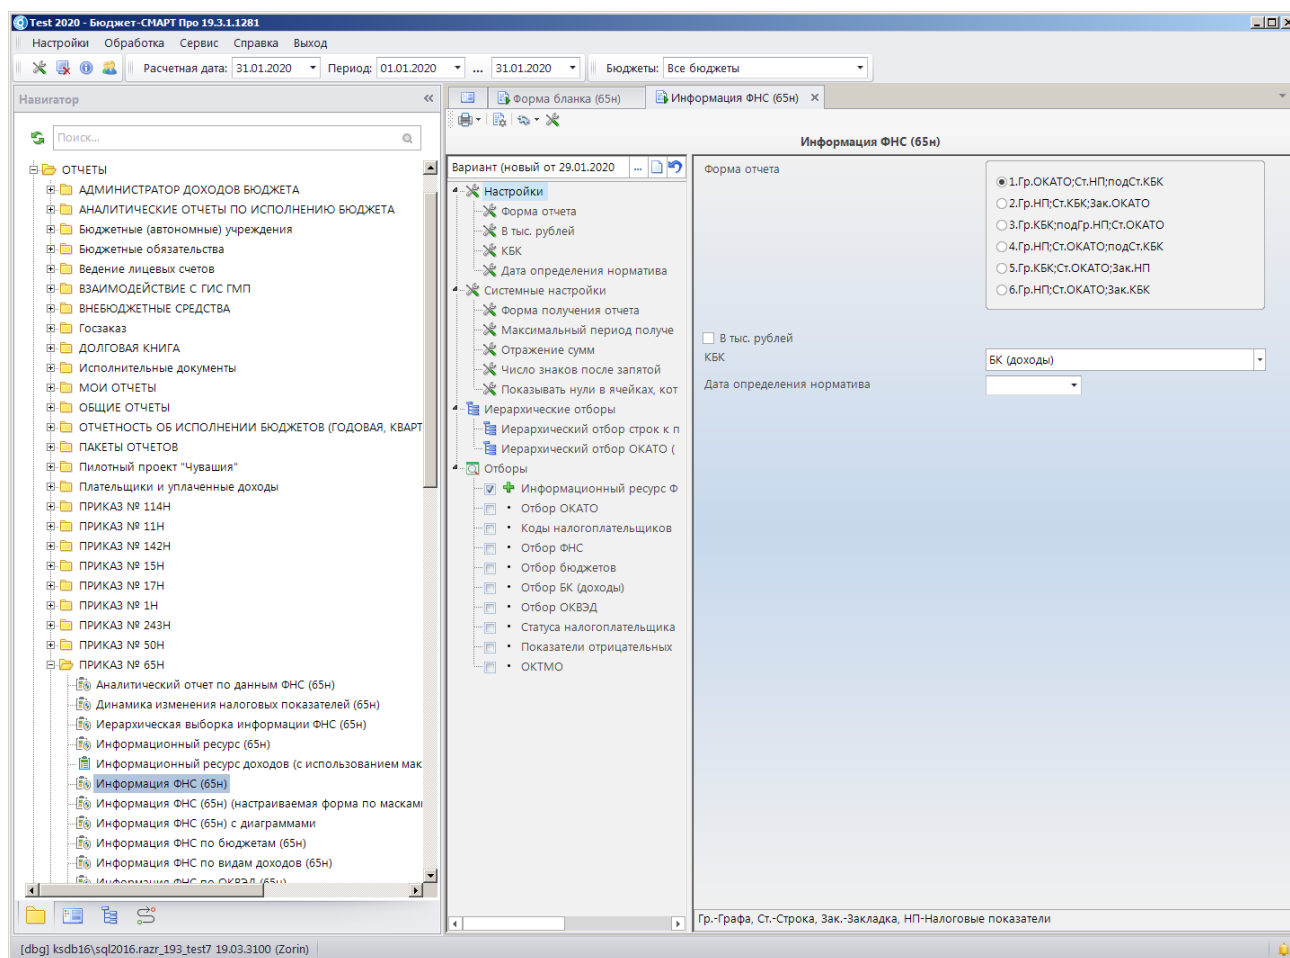 Test 2020 - Бюджет-СМАРТ Про 19.3.1.1281
Настройки Обработка Сервис Справка Выход
Расчетная дата: 31.01.2020 Период: 01.01.2020 ... 31.01.2020 Бюджеты: Все бюджеты
Навигатор
Поиск...
ОТЧЕТЫ
АДМИНИСТРАТОР ДОХОДОВ БЮДЖЕТА
АНАЛИТИЧЕСКИЕ ОТЧЕТЫ ПО ИСПОЛНЕНИЮ БЮДЖЕТА
Бюджетные (автономные) учреждения
Бюджетные обязательства
Ведение лицевых счетов
ВЗАИМОДЕЙСТВИЕ С ГИС ГМП
ВНЕБЮДЖЕТНЫЕ СРЕДСТВА
Госзаказ
ДОЛГОВАЯ КНИГА
Исполнительные документы
МОИ ОТЧЕТЫ
ОБЩИЕ ОТЧЕТЫ
ОТЧЕТНОСТЬ ОБ ИСПОЛНЕНИИ БЮДЖЕТОВ (ГОДОВАЯ, КВАРТ
ПАКЕТЫ ОТЧЕТОВ
Пилотный проект "Чувашия"
Плательщики и уплаченные доходы
ПРИКАЗ № 114Н
ПРИКАЗ № 11Н
ПРИКАЗ № 142Н
ПРИКАЗ № 15Н
ПРИКАЗ № 17Н
ПРИКАЗ № 1Н
ПРИКАЗ № 243Н
ПРИКАЗ № 50Н
ПРИКАЗ № 65Н
Аналитический отчет по данным ФНС (65н)
Динамика изменения налоговых показателей (65н)
Иерархическая выборка информации ФНС (65н)
Информационный ресурс (65н)
Информационный ресурс доходов (с использованием мак
Информация ФНС (65н)
Информация ФНС (65н) (настраиваемая форма по маскам
Информация ФНС (65н) с диаграммами
Информация ФНС по бюджетам (65н)
Информация ФНС по видам доходов (65н)
Информация ФНС по ОКВЭД (65н)
Форма бланка (65н) Информация ФНС (65н)
Информация ФНС (65н)
Вариант (новый от 29.01.2020 ...
Настройки
Форма отчета
В тыс. рублей
КБК
Дата определения норматива
Системные настройки
Форма получения отчета
Максимальный период получе
Отражение сумм
Число знаков после запятой
Показывать нули в ячейках, кот
Иерархические отборы
Иерархический отбор строк к п
Иерархический отбор ОКАТО (
Отборы
Информационный ресурс Ф
Отбор ОКАТО
Коды налогоплательщиков
Отбор ФНС
Отбор бюджетов
Отбор БК (доходы)
Отбор ОКВЭД
Статуса налогоплательщика
Показатели отрицательных
ОКТМО
Форма отчета
1.Гр.ОКАТО;Ст.НП;подСт.КБК
2.Гр.НП;Ст.КБК;Зак.ОКАТО
3.Гр.КБК;подГр.НП;Ст.ОКАТО
4.Гр.НП;Ст.ОКАТО;подСт.КБК
5.Гр.КБК;Ст.ОКАТО;Зак.НП
6.Гр.НП;Ст.ОКАТО;Зак.КБК
В тыс. рублей
КБК БК (доходы)
Дата определения норматива
Гр.-Графа, Ст.-Строка, Зак.-Закладка, НП-Налоговые показатели
[dbg] ksdb16\sql2016.razr_193_test7 19.03.3100 (Zorin)